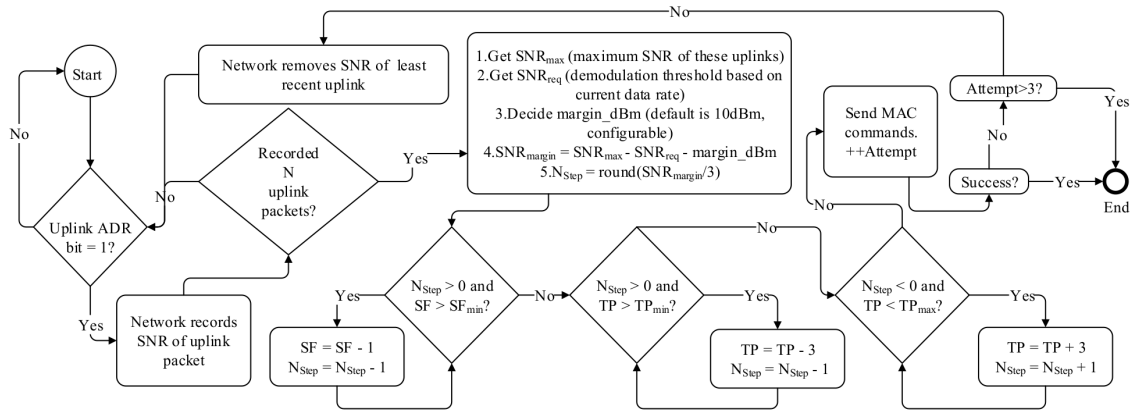 Start
No
Uplink ADR
bit = 1?
Yes
Network records
SNR of uplink
packet
Network removes SNR of least
recent uplink
Recorded
N
uplink
packets?
No
Yes
1.Get SNRmax (maximum SNR of these uplinks)
2.Get SNRreq (demodulation threshold based on
current data rate)
3.Decide margin_dBm (default is 10dBm,
configurable)
4.SNRmargin = SNRmax - SNRreq - margin_dBm
5.NStep = round(SNRmargin/3)
NStep > 0 and
SF > SFmin?
Yes
SF = SF - 1
NStep = NStep - 1
No
NStep > 0 and
TP > TPmin?
Yes
TP = TP - 3
NStep = NStep - 1
No
NStep < 0 and
TP < TPmax?
Yes
TP = TP + 3
NStep = NStep + 1
No
Send MAC
commands.
++Attempt
Success?
Yes
No
Attempt>3?
Yes
No
End